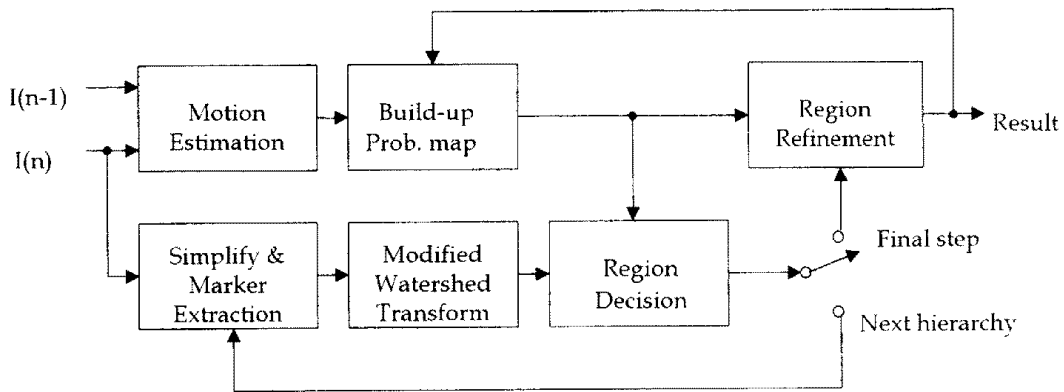 I(n-1)
I(n)
Motion
Estimation
Build-up
Prob. map
Region
Refinement
Result
Simplify &
Marker
Extraction
Modified
Watershed
Transform
Region
Decision
Final step
Next hierarchy